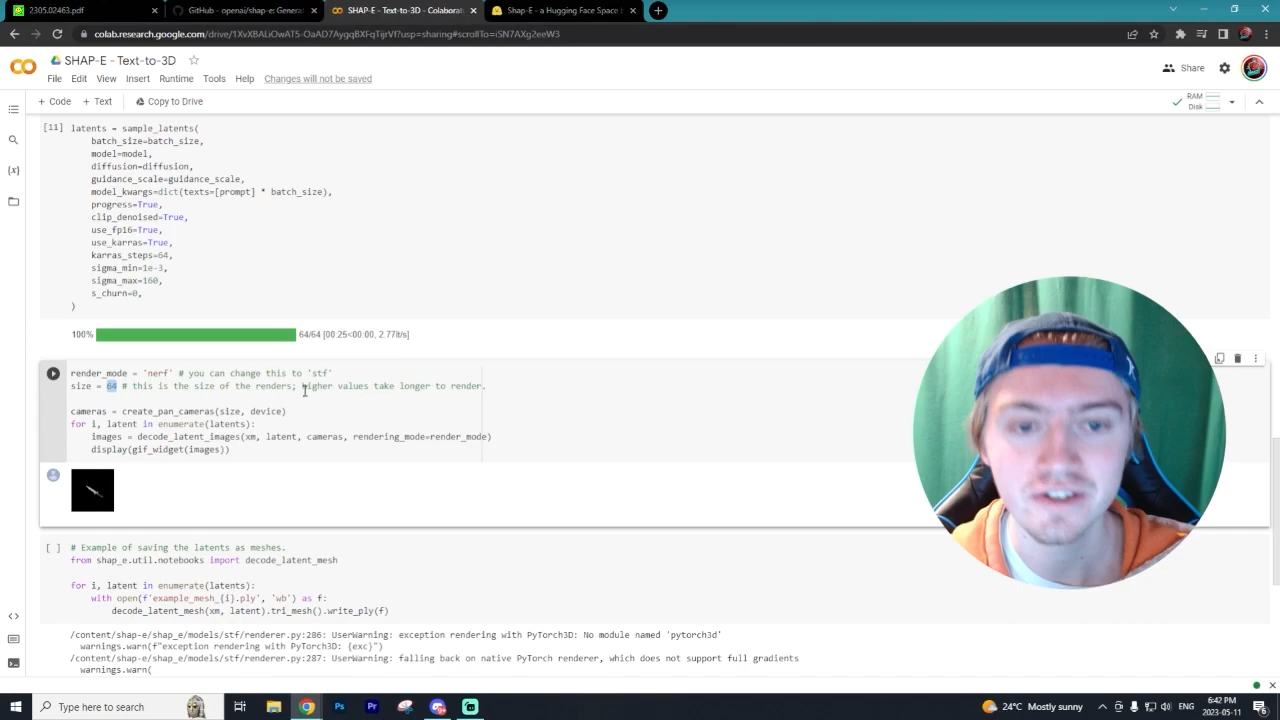 2305.02463.pdf
GitHub - openai/shap-e: Genera
SHAP-E - Text-to-3D - Colaborat
Shap-E - a Hugging Face Space b
colab.research.google.com/drive/1XvXBALiOwAT5-OaAD7AygqBXFqTijrVf?usp=sharing#scrollTo=iSN7AXg2eeW3
SHAP-E - Text-to-3D
File Edit View Insert Runtime Tools Help Changes will not be saved
Share
+ Code + Text Copy to Drive
RAM
Disk
[11] latents = sample_latents(
batch_size=batch_size,
model=model,
diffusion=diffusion,
guidance_scale=guidance_scale,
model_kwargs=dict(texts=[prompt] * batch_size),
progress=True,
clip_denoised=True,
use_fp16=True,
use_karras=True,
karras_steps=64,
sigma_min=1e-3,
sigma_max=160,
s_churn=0,
)
100% 64/64 [00:25<00:00, 2.77it/s]
render_mode = 'nerf' # you can change this to 'stf'
size = 64 # this is the size of the renders; higher values take longer to render.
cameras = create_pan_cameras(size, device)
for i, latent in enumerate(latents):
images = decode_latent_images(xm, latent, cameras, rendering_mode=render_mode)
display(gif_widget(images))
[ ] # Example of saving the latents as meshes.
from shap_e.util.notebooks import decode_latent_mesh
for i, latent in enumerate(latents):
with open(f'example_mesh_{i}.ply', 'wb') as f:
decode_latent_mesh(xm, latent).tri_mesh().write_ply(f)
/content/shap-e/shap_e/models/stf/renderer.py:286: UserWarning: exception rendering with PyTorch3D: No module named 'pytorch3d'
warnings.warn(f"exception rendering with PyTorch3D: {exc}")
/content/shap-e/shap_e/models/stf/renderer.py:287: UserWarning: falling back on native PyTorch renderer, which does not support full gradients
warnings.warn(
Type here to search
24°C Mostly sunny
6:42 PM
2023-05-11